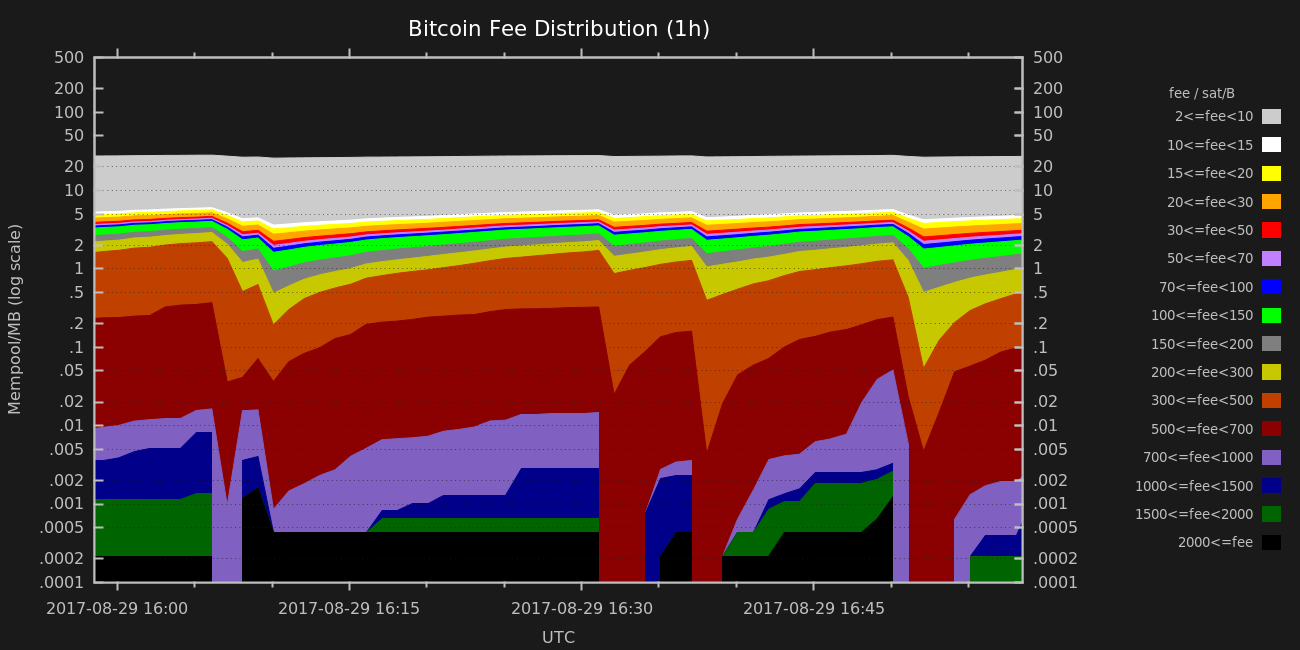 Bitcoin Fee Distribution (1h)
500 500
200 200
100 100
50 50
20 20
10 10
5 5
2 2
1 1
.5 .5
.2 .2
.1 .1
.05 .05
.02 .02
.01 .01
.005 .005
.002 .002
.001 .001
.0005 .0005
.0002 .0002
.0001 .0001
Mempool/MB (log scale)
2017-08-29 16:00 2017-08-29 16:15 2017-08-29 16:30 2017-08-29 16:45
UTC
fee / sat/B
2<=fee<10
10<=fee<15
15<=fee<20
20<=fee<30
30<=fee<50
50<=fee<70
70<=fee<100
100<=fee<150
150<=fee<200
200<=fee<300
300<=fee<500
500<=fee<700
700<=fee<1000
1000<=fee<1500
1500<=fee<2000
2000<=fee